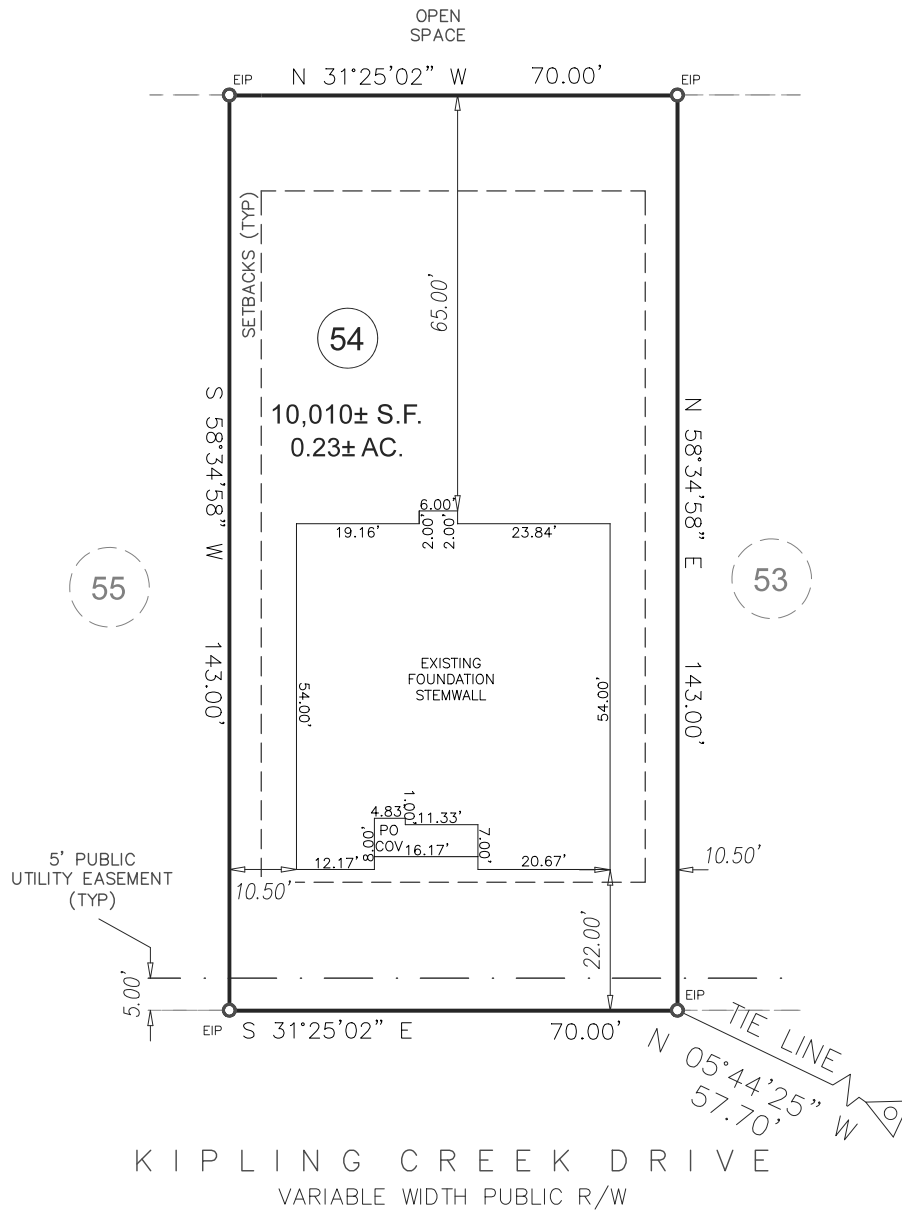 OPEN
SPACE
EIP
N 31°25'02" W 70.00'
EIP
SETBACKS (TYP)
65.00'
54
10,010± S.F.
0.23± AC.
S 58°34'58" W 143.00'
N 58°34'58" E 143.00'
6.00'
19.16'
2.00'
2.00'
23.84'
55
53
EXISTING
FOUNDATION
STEMWALL
54.00'
54.00'
4.83'
1.00'
11.33'
PO
COV
8.00'
16.17'
7.00'
12.17'
20.67'
10.50'
10.50'
5' PUBLIC
UTILITY EASEMENT
(TYP)
22.00'
5.00'
EIP
S 31°25'02" E 70.00'
EIP
TIE LINE
N 05°44'25" W
57.70'
KIPLING CREEK DRIVE
VARIABLE WIDTH PUBLIC R/W